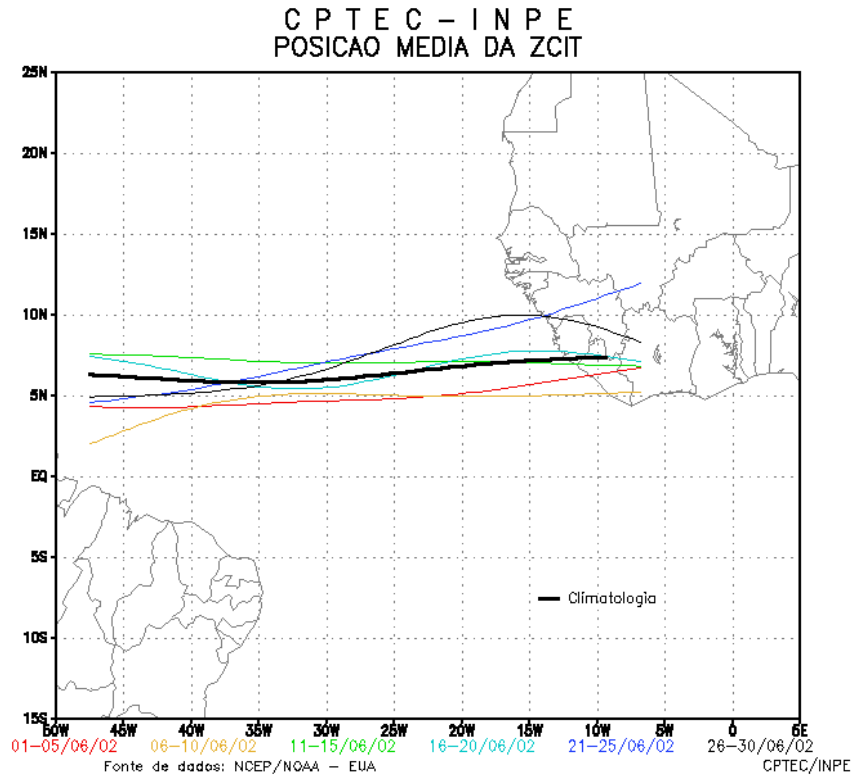 CPTEC-INPE
POSICAO MEDIA DA ZCIT
25N
20N
15N
10N
5N
EQ
5S
10S
15S
Climatologia
50W 45W 40W 35W 30W 25W 20W 15W 10W 5W 0 6E
01-05/06/02 06-10/06/02 11-15/06/02 16-20/06/02 21-25/06/02 26-30/06/02
Fonte de dados: NCEP/NOAA - EUA CPTEC/INPE